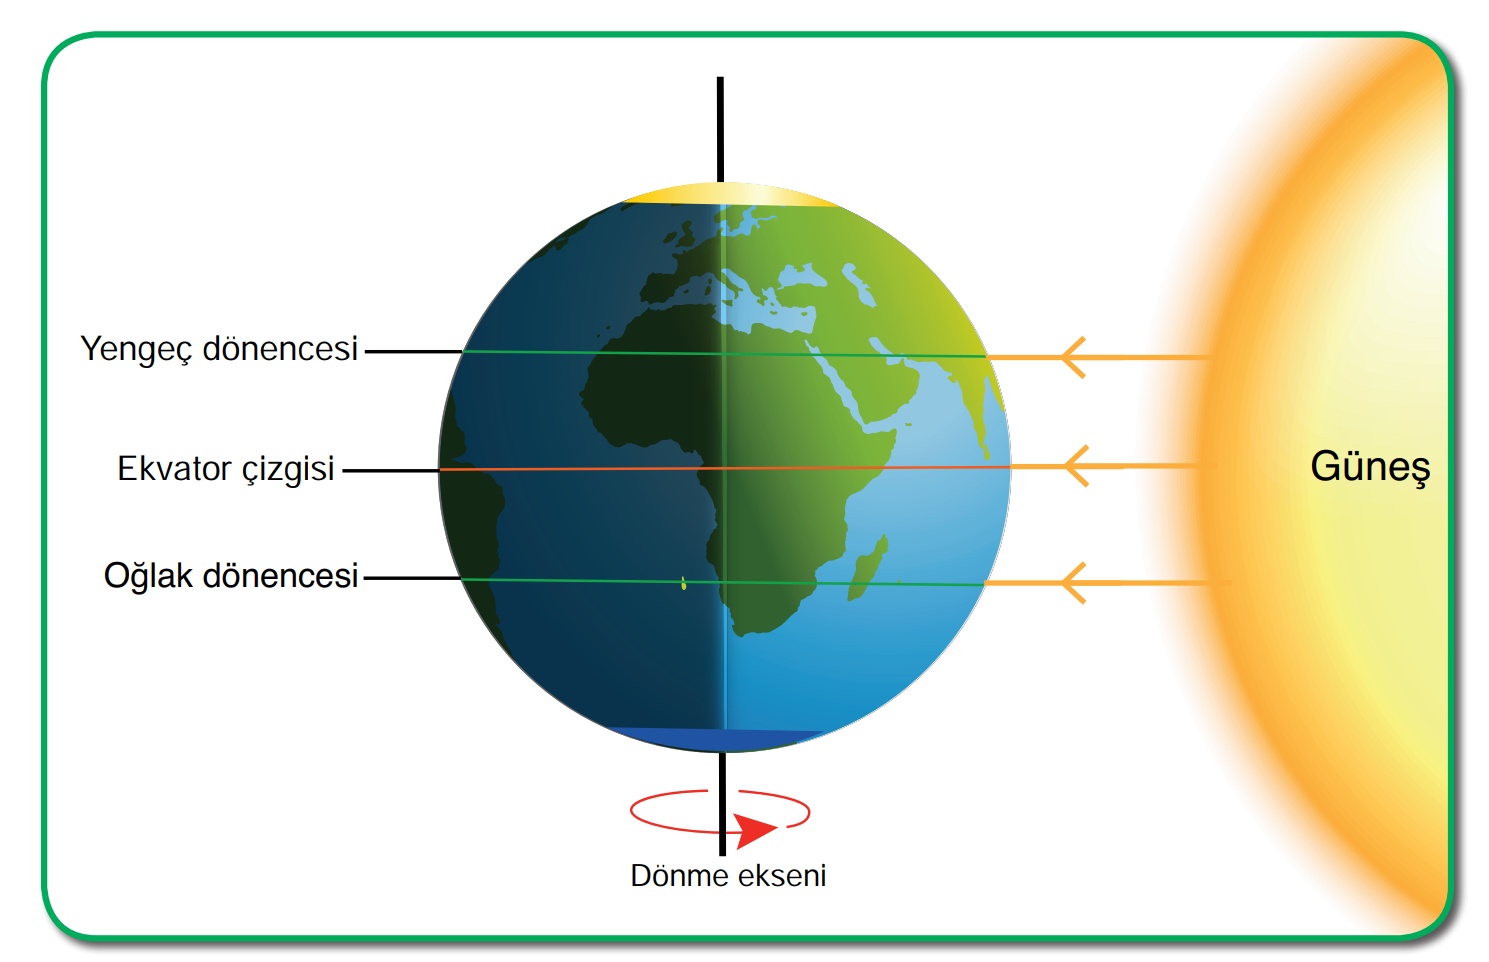 Yengeç dönencesi
Ekvator çizgisi
Güneş
Oğlak dönencesi
Dönme ekseni